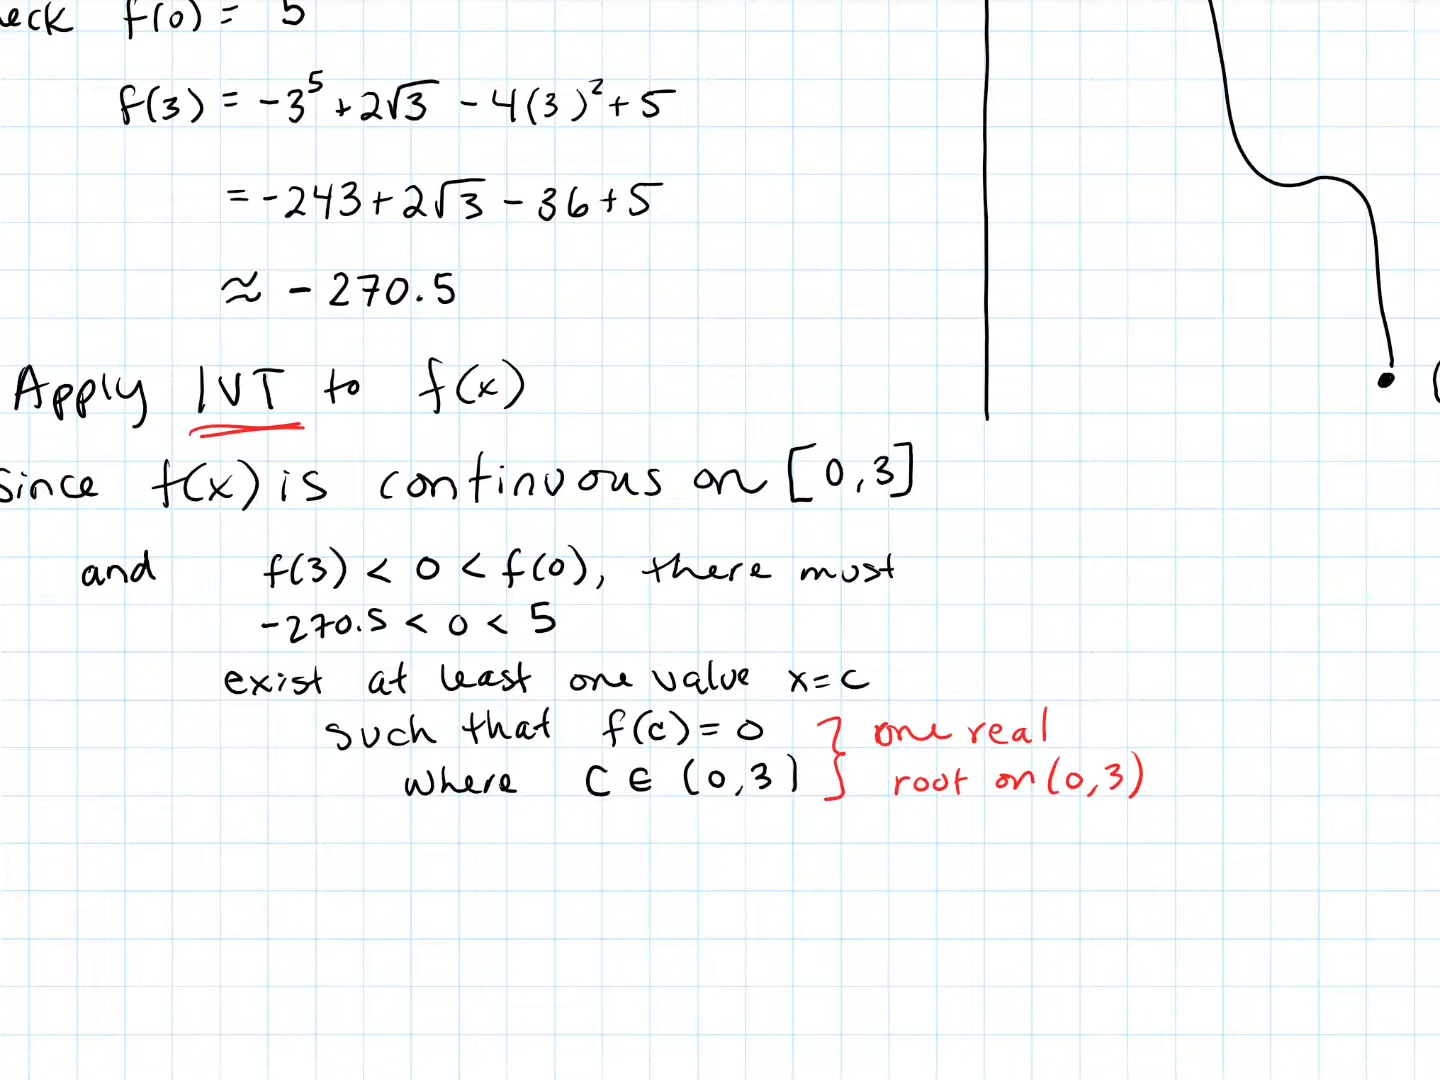 eck f(0) = 5
f(3) = -3⁵ + 2√3 - 4(3)² + 5
= -243 + 2√3 - 36 + 5
≈ -270.5
Apply IVT to f(x)
since f(x) is continuous on [0,3]
and f(3) < 0 < f(0), there must
-270.5 < 0 < 5
exist at least one value x = c
such that f(c) = 0 } one real
where C ∈ (0,3) } root on (0,3)